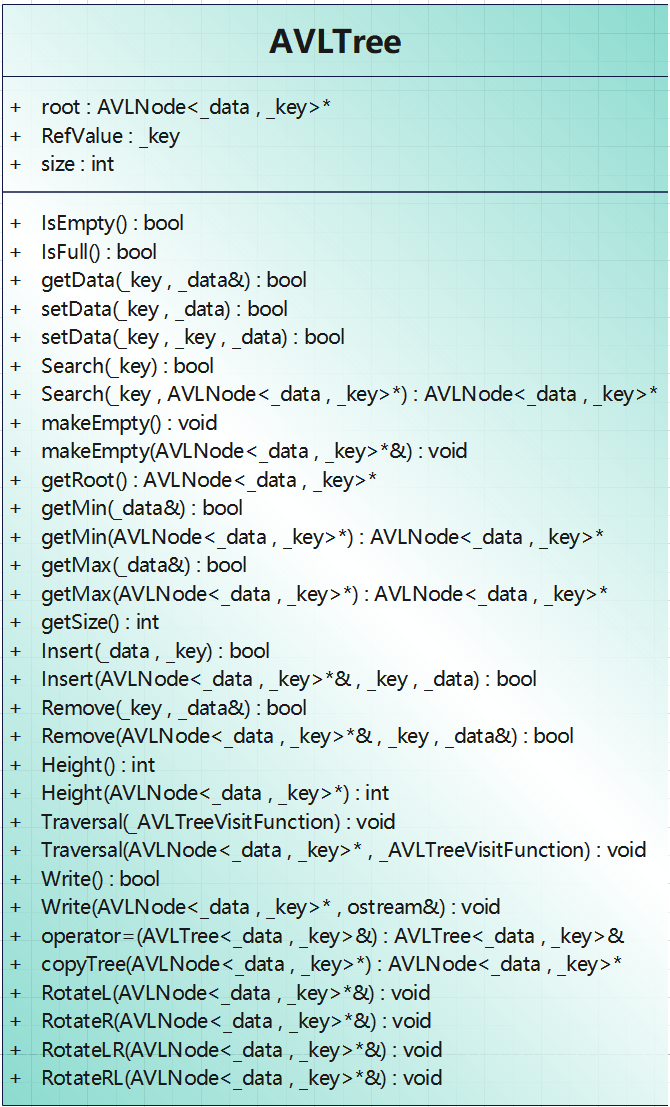 AVLTree
+ root : AVLNode<_data , _key>*
+ RefValue : _key
+ size : int
+ IsEmpty() : bool
+ IsFull() : bool
+ getData(_key , _data&) : bool
+ setData(_key , _data) : bool
+ setData(_key , _key , _data) : bool
+ Search(_key) : bool
+ Search(_key , AVLNode<_data , _key>*) : AVLNode<_data , _key>*
+ makeEmpty() : void
+ makeEmpty(AVLNode<_data , _key>*&) : void
+ getRoot() : AVLNode<_data , _key>*
+ getMin(_data&) : bool
+ getMin(AVLNode<_data , _key>*) : AVLNode<_data , _key>*
+ getMax(_data&) : bool
+ getMax(AVLNode<_data , _key>*) : AVLNode<_data , _key>*
+ getSize() : int
+ Insert(_data , _key) : bool
+ Insert(AVLNode<_data , _key>*& , _key , _data) : bool
+ Remove(_key , _data&) : bool
+ Remove(AVLNode<_data , _key>*& , _key , _data&) : bool
+ Height() : int
+ Height(AVLNode<_data , _key>*) : int
+ Traversal(_AVLTreeVisitFunction) : void
+ Traversal(AVLNode<_data , _key>* , _AVLTreeVisitFunction) : void
+ Write() : bool
+ Write(AVLNode<_data , _key>* , ostream&) : void
+ operator=(AVLTree<_data , _key>&) : AVLTree<_data , _key>&
+ copyTree(AVLNode<_data , _key>*) : AVLNode<_data , _key>*
+ RotateL(AVLNode<_data , _key>*&) : void
+ RotateR(AVLNode<_data , _key>*&) : void
+ RotateLR(AVLNode<_data , _key>*&) : void
+ RotateRL(AVLNode<_data , _key>*&) : void